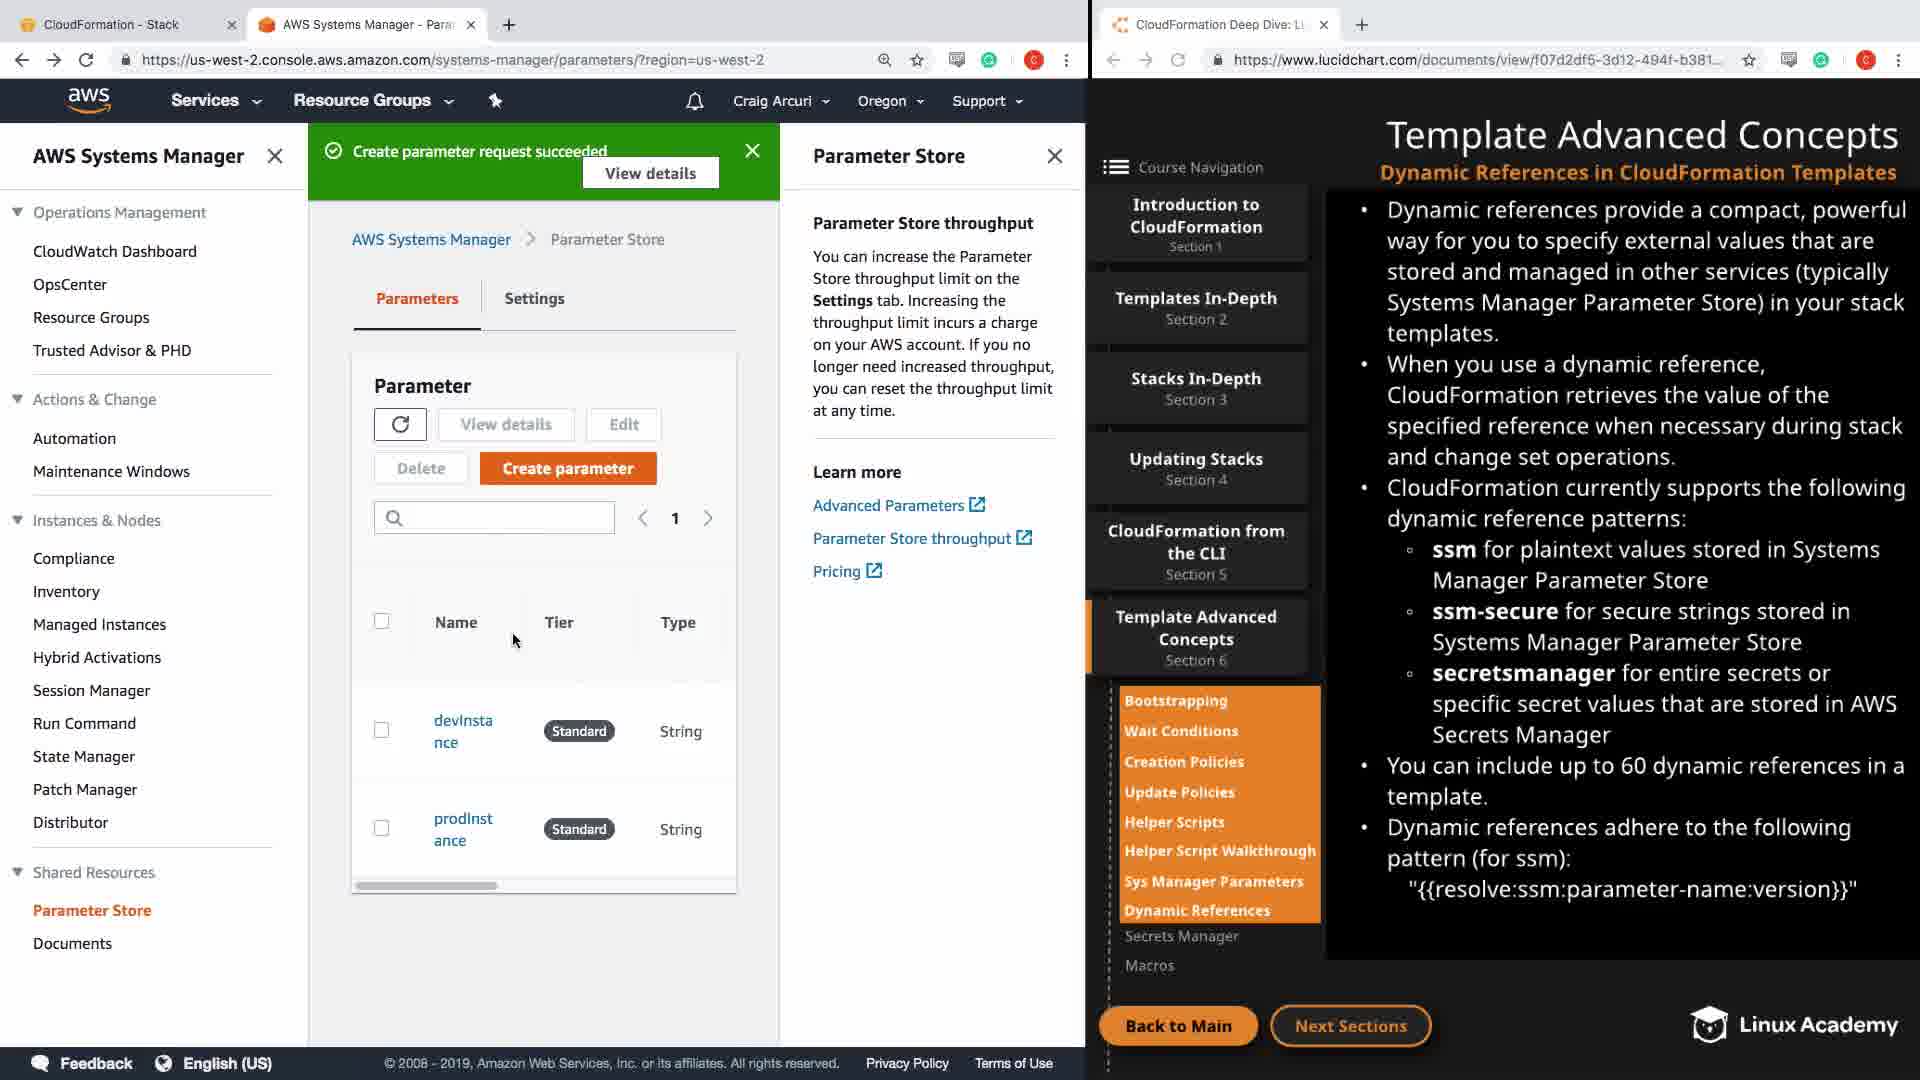 CloudFormation - Stack
AWS Systems Manager - Para
https://us-west-2.console.aws.amazon.com/systems-manager/parameters/?region=us-west-2
C
aws
Services
Resource Groups
Craig Arcuri
Oregon
Support
AWS Systems Manager
Operations Management
CloudWatch Dashboard
OpsCenter
Resource Groups
Trusted Advisor & PHD
Actions & Change
Automation
Maintenance Windows
Instances & Nodes
Compliance
Inventory
Managed Instances
Hybrid Activations
Session Manager
Run Command
State Manager
Patch Manager
Distributor
Shared Resources
Parameter Store
Documents
Create parameter request succeeded
View details
AWS Systems Manager
Parameter Store
Parameters
Settings
Parameter
View details
Edit
Delete
Create parameter
1
Name
Tier
Type
devInsta
nce
Standard
String
prodInst
ance
Standard
String
Parameter Store
Parameter Store throughput
You can increase the Parameter
Store throughput limit on the
Settings tab. Increasing the
throughput limit incurs a charge
on your AWS account. If you no
longer need increased throughput,
you can reset the throughput limit
at any time.
Learn more
Advanced Parameters
Parameter Store throughput
Pricing
Feedback
English (US)
© 2008 - 2019, Amazon Web Services, Inc. or its affiliates. All rights reserved.
Privacy Policy
Terms of Use
CloudFormation Deep Dive: Lu
https://www.lucidchart.com/documents/view/f07d2df5-3d12-494f-b381...
C
Template Advanced Concepts
Dynamic References in CloudFormation Templates
Course Navigation
Introduction to
CloudFormation
Section 1
Templates In-Depth
Section 2
Stacks In-Depth
Section 3
Updating Stacks
Section 4
CloudFormation from
the CLI
Section 5
Template Advanced
Concepts
Section 6
Bootstrapping
Wait Conditions
Creation Policies
Update Policies
Helper Scripts
Helper Script Walkthrough
Sys Manager Parameters
Dynamic References
Secrets Manager
Macros
• Dynamic references provide a compact, powerful
way for you to specify external values that are
stored and managed in other services (typically
Systems Manager Parameter Store) in your stack
templates.
• When you use a dynamic reference,
CloudFormation retrieves the value of the
specified reference when necessary during stack
and change set operations.
• CloudFormation currently supports the following
dynamic reference patterns:
◦ ssm for plaintext values stored in Systems
Manager Parameter Store
◦ ssm-secure for secure strings stored in
Systems Manager Parameter Store
◦ secretsmanager for entire secrets or
specific secret values that are stored in AWS
Secrets Manager
• You can include up to 60 dynamic references in a
template.
• Dynamic references adhere to the following
pattern (for ssm):
"{{resolve:ssm:parameter-name:version}}"
Back to Main
Next Sections
Linux Academy